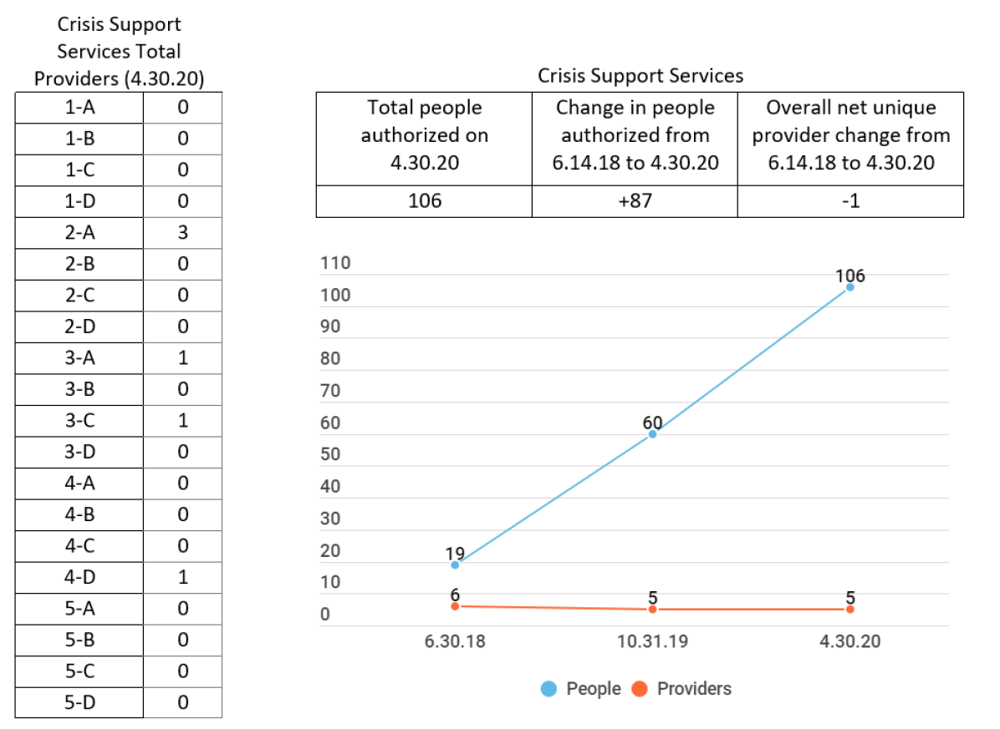 Crisis Support
Services Total
Providers (4.30.20)
1-A 0
1-B 0
1-C 0
1-D 0
2-A 3
2-B 0
2-C 0
2-D 0
3-A 1
3-B 0
3-C 1
3-D 0
4-A 0
4-B 0
4-C 0
4-D 1
5-A 0
5-B 0
5-C 0
5-D 0
Crisis Support Services
Total people authorized on 4.30.20
Change in people authorized from 6.14.18 to 4.30.20
Overall net unique provider change from 6.14.18 to 4.30.20
106 +87 -1
110
100
90
80
70
60
50
40
30
20
10
0
19
60
106
6
5
5
6.30.18 10.31.19 4.30.20
People Providers